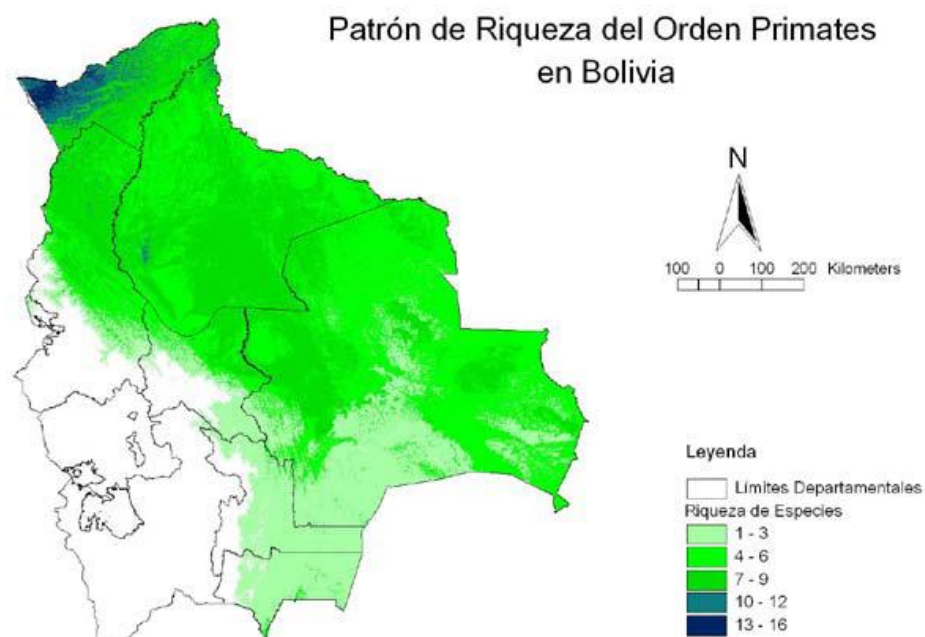 Patrón de Riqueza del Orden Primates
en Bolivia
N
100 0 100 200 Kilometers
Leyenda
Límites Departamentales
Riqueza de Especies
1 - 3
4 - 6
7 - 9
10 - 12
13 - 16